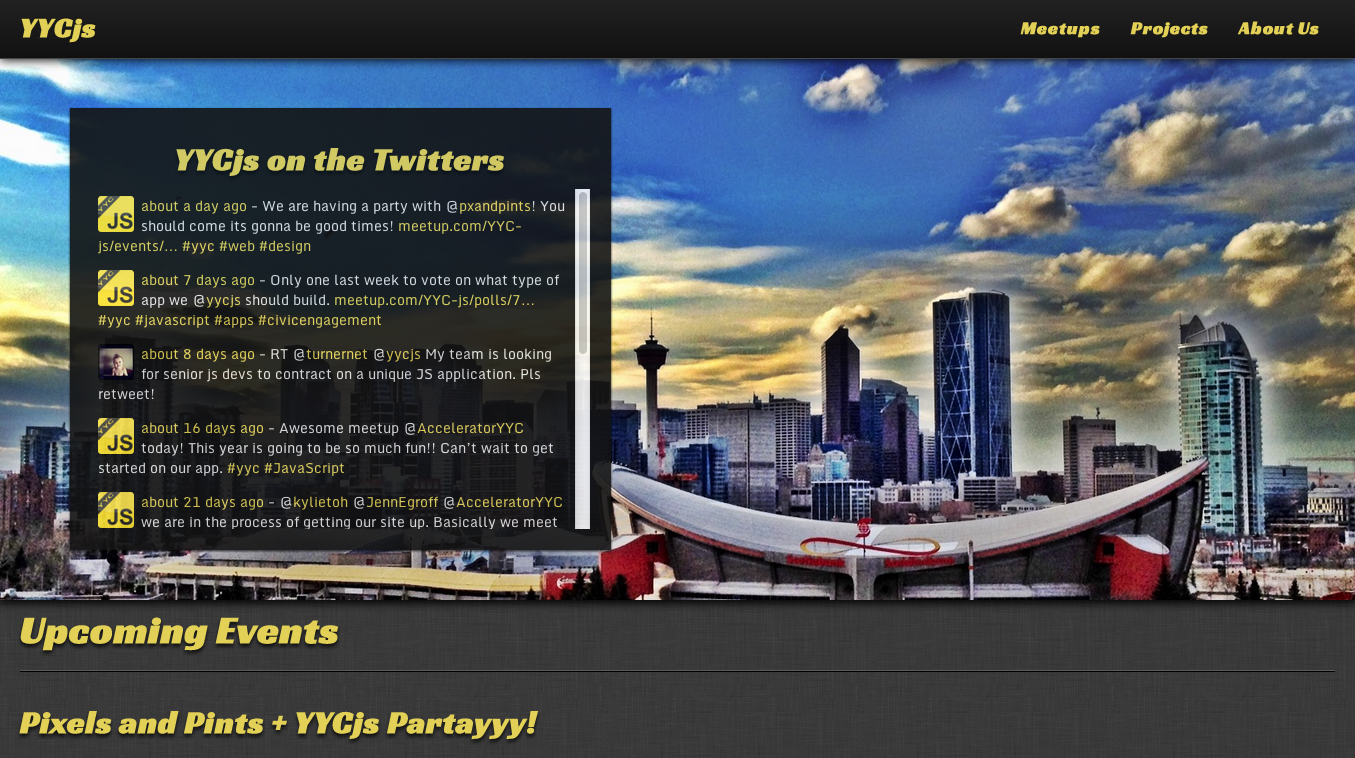 YYCjs
Meetups Projects About Us
YYCjs on the Twitters
about a day ago - We are having a party with @pxandpints! You
should come its gonna be good times! meetup.com/YYC-
js/events/... #yyc #web #design
about 7 days ago - Only one last week to vote on what type of
app we @yycjs should build. meetup.com/YYC-js/polls/7...
#yyc #javascript #apps #civicengagement
about 8 days ago - RT @turnernet @yycjs My team is looking
for senior js devs to contract on a unique JS application. Pls
retweet!
about 16 days ago - Awesome meetup @AcceleratorYYC
today! This year is going to be so much fun!! Can't wait to get
started on our app. #yyc #JavaScript
about 21 days ago - @kylietoh @JennEgroff @AcceleratorYYC
we are in the process of getting our site up. Basically we meet
JS
JS
JS
JS
Upcoming Events
Pixels and Pints + YYCjs Partayyy!